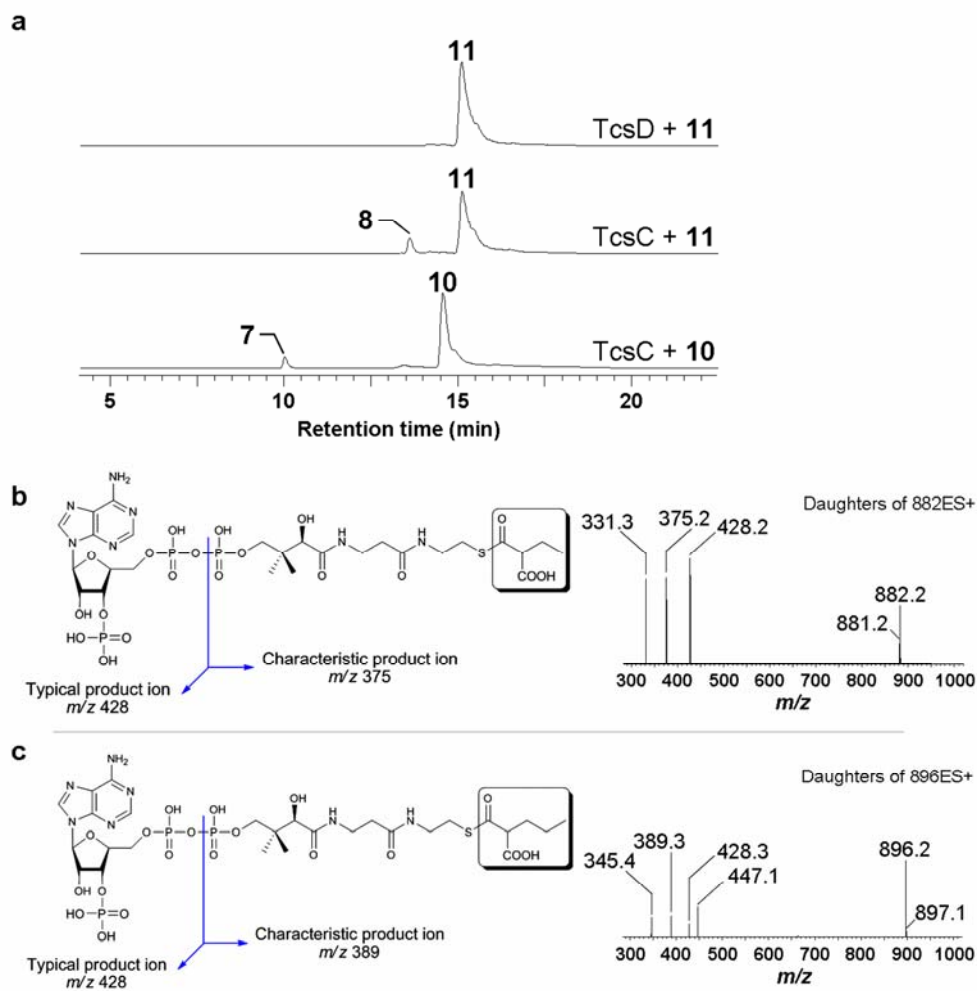 a
11
TcsD + 11
11
8
TcsC + 11
10
7
TcsC + 10
5 10 15 20
Retention time (min)
b
NH₂
N N
N N
OH OH OH O
O O P O P O H N H N S
O O O O COOH
OH O
HO P O
OH
Characteristic product ion
m/z 375
Typical product ion
m/z 428
Daughters of 882ES+
331.3 375.2 428.2
882.2
881.2
300 400 500 600 700 800 900 1000
m/z
c
NH₂
N N
N N
OH OH OH O
O O P O P O H N H N S
O O O O COOH
OH O
HO P O
OH
Characteristic product ion
m/z 389
Typical product ion
m/z 428
Daughters of 896ES+
345.4 389.3 428.3 896.2
447.1
897.1
300 400 500 600 700 800 900 1000
m/z